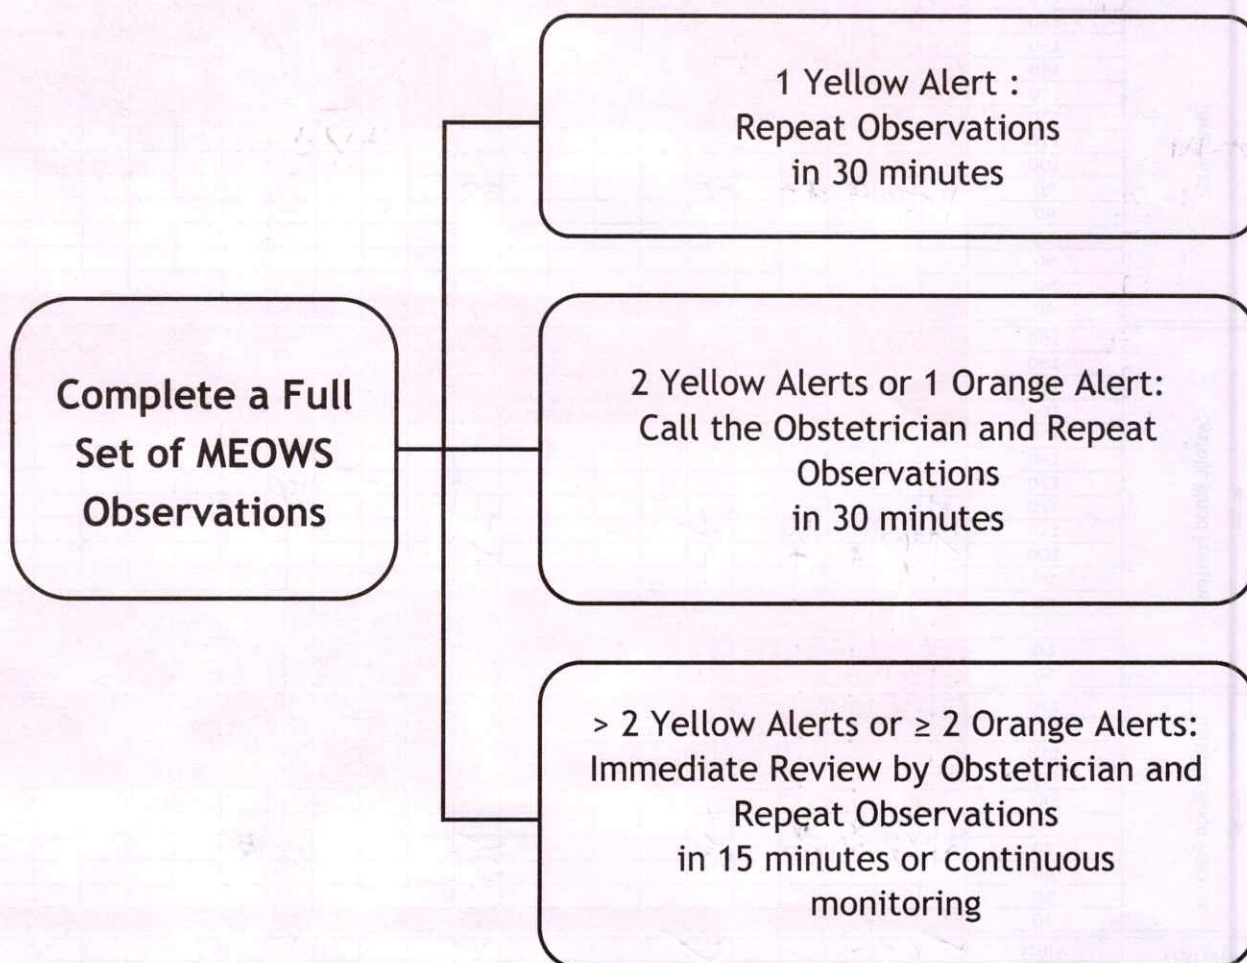 1 Yellow Alert :
Repeat Observations
in 30 minutes
Complete a Full
Set of MEOWS
Observations
2 Yellow Alerts or 1 Orange Alert:
Call the Obstetrician and Repeat
Observations
in 30 minutes
> 2 Yellow Alerts or ≥ 2 Orange Alerts:
Immediate Review by Obstetrician and
Repeat Observations
in 15 minutes or continuous
monitoring